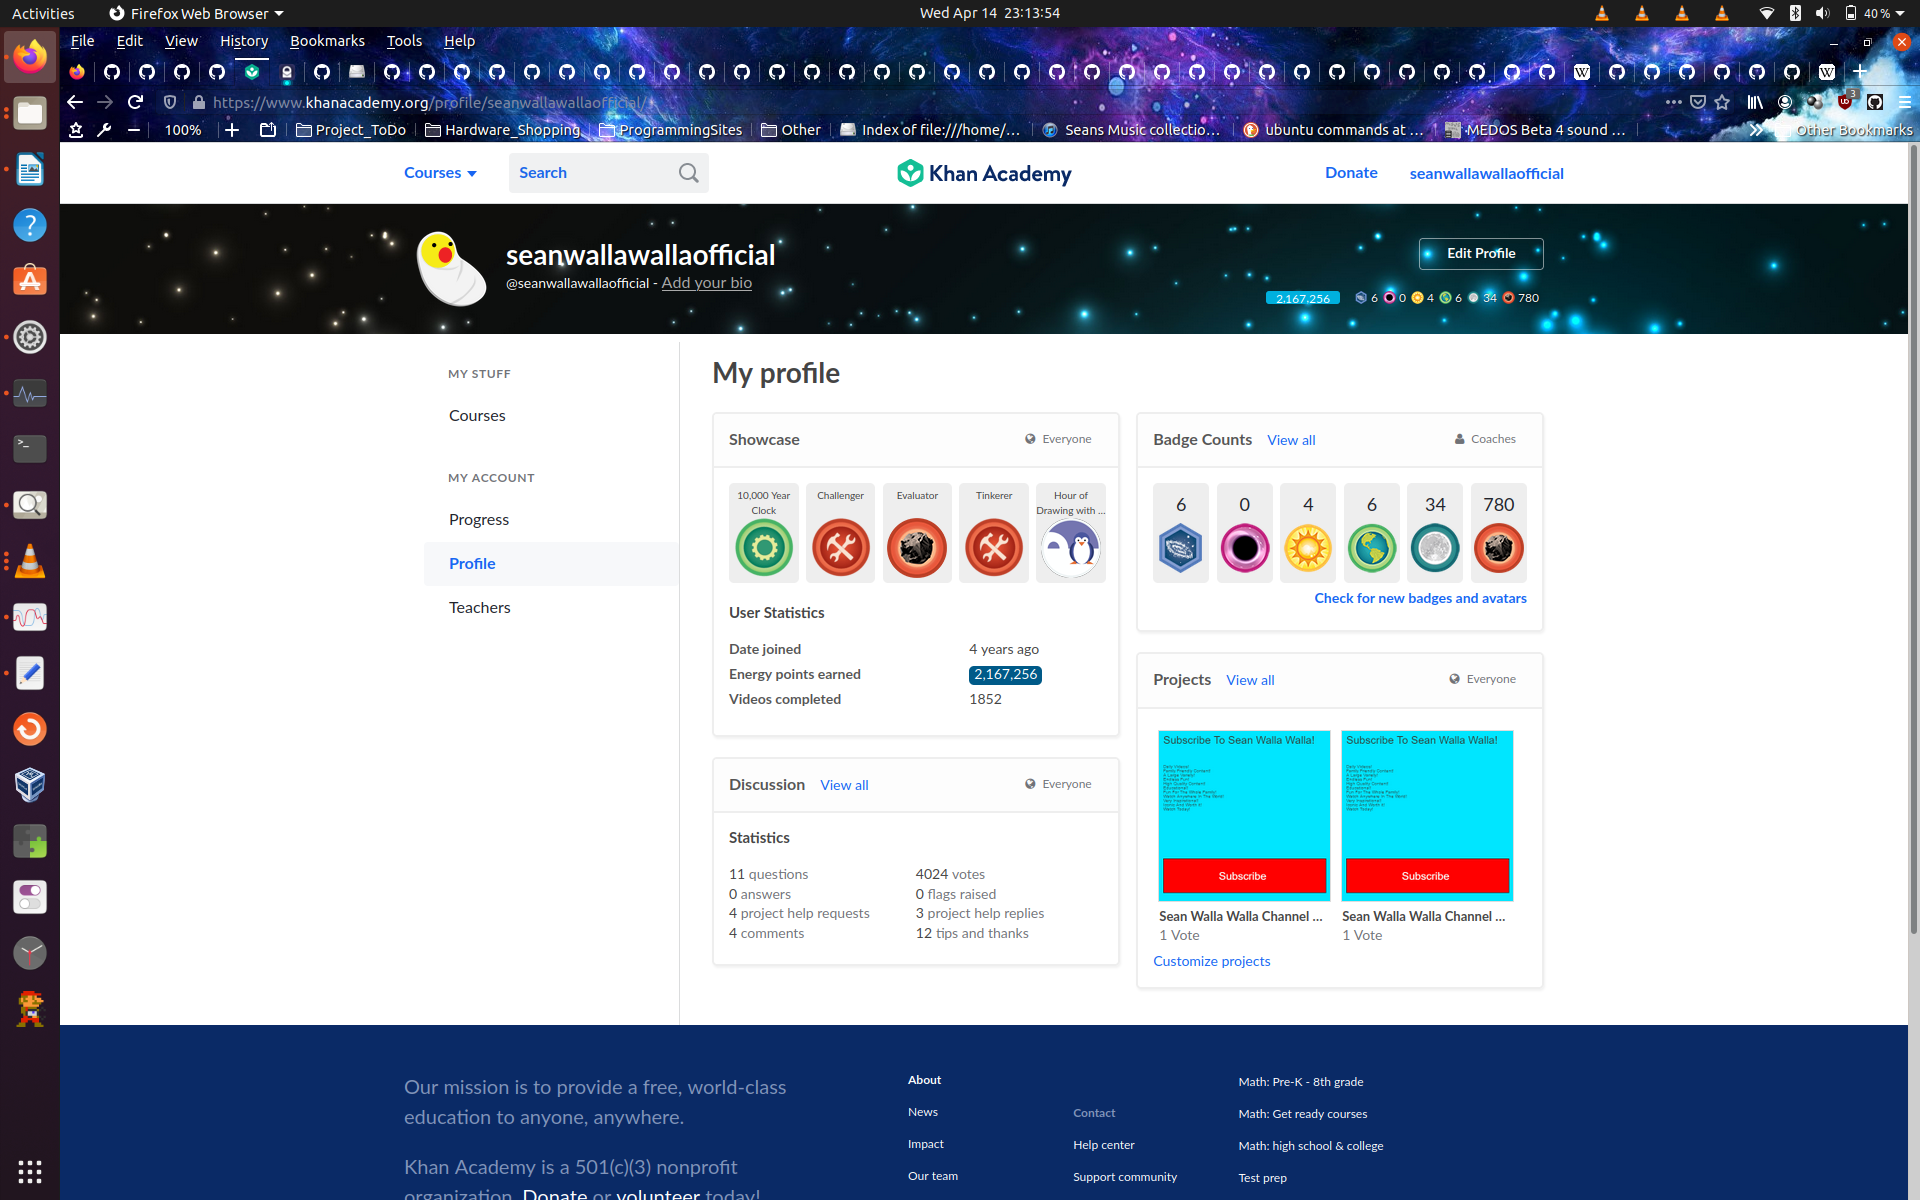 Activities
Firefox Web Browser
Wed Apr 14  23:13:54
40 %
File Edit View History Bookmarks Tools Help
https://www.khanacademy.org/profile/seanwallawallaofficial/
3
100%
Project_ToDo
Hardware_Shopping
ProgrammingSites
Other
Index of file:///home/...
Seans Music collectio...
ubuntu commands at ...
MEDOS Beta 4 sound ...
Other Bookmarks
Courses
Search
Khan Academy
Donate
seanwallawallaofficial
seanwallawallaofficial
@seanwallawallaofficial - Add your bio
Edit Profile
2,167,256 6 0 4 6 34 780
MY STUFF
Courses
MY ACCOUNT
Progress
Profile
Teachers
My profile
Showcase
Everyone
10,000 Year
Clock
Challenger
Evaluator
Tinkerer
Hour of
Drawing with ...
User Statistics
Date joined 4 years ago
Energy points earned 2,167,256
Videos completed 1852
Badge Counts View all
Coaches
6 0 4 6 34 780
Check for new badges and avatars
Discussion View all
Everyone
Statistics
11 questions 4024 votes
0 answers 0 flags raised
4 project help requests 3 project help replies
4 comments 12 tips and thanks
Projects View all
Everyone
Subscribe To Sean Walla Walla!
Subscribe
Sean Walla Walla Channel ...
1 Vote
Subscribe To Sean Walla Walla!
Subscribe
Sean Walla Walla Channel ...
1 Vote
Customize projects
Our mission is to provide a free, world-class
education to anyone, anywhere.
Khan Academy is a 501(c)(3) nonprofit
organization. Donate or volunteer today!
About
News
Impact
Our team
Contact
Help center
Support community
Math: Pre-K - 8th grade
Math: Get ready courses
Math: high school & college
Test prep